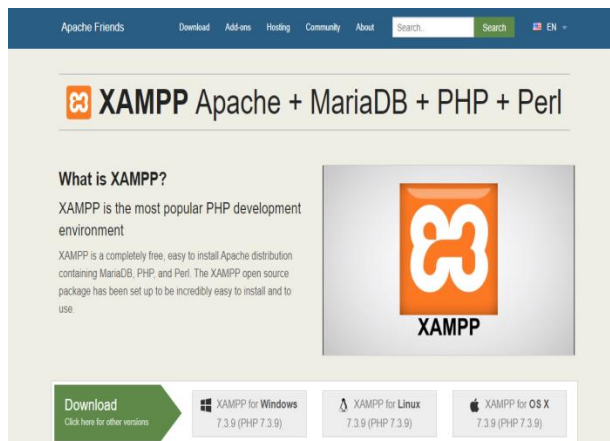 Apache Friends Download Add-ons Hosting Community About Search.. Search EN
XAMPP Apache + MariaDB + PHP + Perl
What is XAMPP?
XAMPP is the most popular PHP development
environment
XAMPP is a completely free, easy to install Apache distribution
containing MariaDB, PHP, and Perl. The XAMPP open source
package has been set up to be incredibly easy to install and to
use.
XAMPP
Download
Click here for other versions
XAMPP for Windows
7.3.9 (PHP 7.3.9)
XAMPP for Linux
7.3.9 (PHP 7.3.9)
XAMPP for OS X
7.3.9 (PHP 7.3.9)